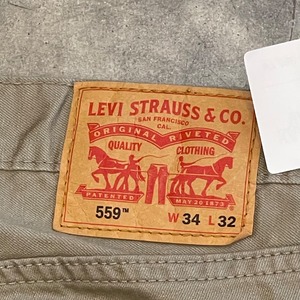 LEVI STRAUSS & CO.
SAN FRANCISCO
CAL.
ORIGINAL RIVETED
QUALITY CLOTHING
PATENTED MAY 20 1873
559™ W 34 L 32